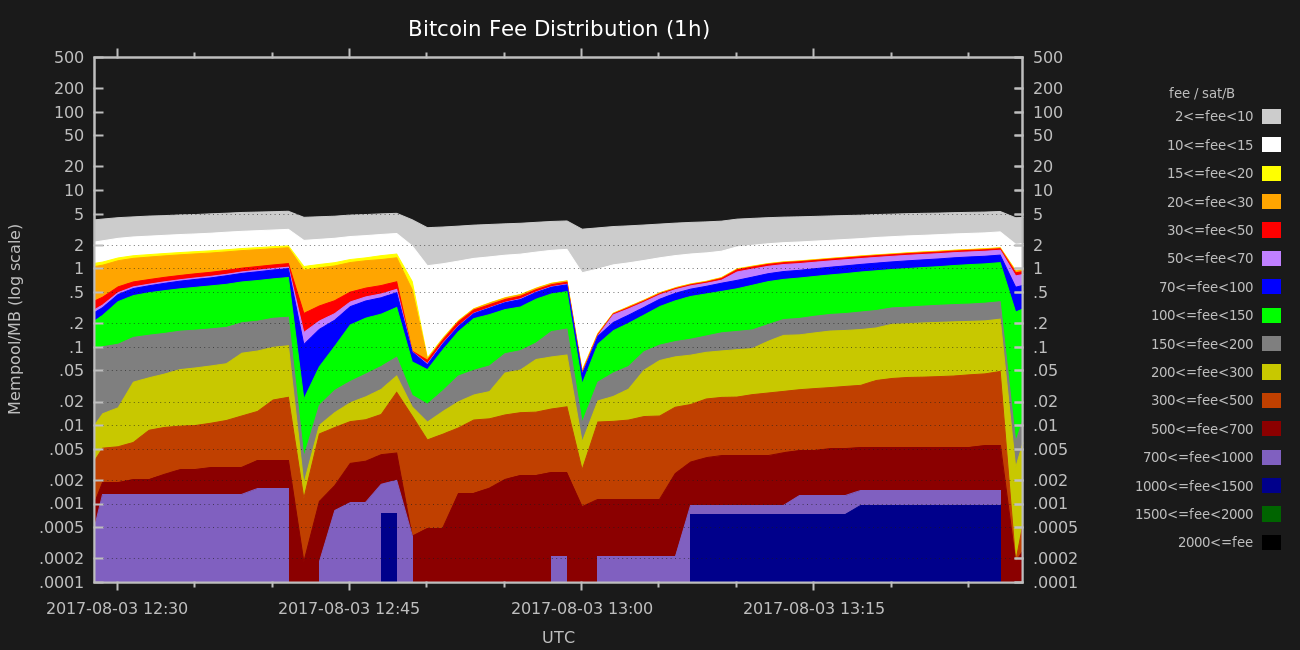 Bitcoin Fee Distribution (1h)
Mempool/MB (log scale)
500
200
100
50
20
10
5
2
1
.5
.2
.1
.05
.02
.01
.005
.002
.001
.0005
.0002
.0001
500
200
100
50
20
10
5
2
1
.5
.2
.1
.05
.02
.01
.005
.002
.001
.0005
.0002
.0001
2017-08-03 12:30
2017-08-03 12:45
2017-08-03 13:00
2017-08-03 13:15
UTC
fee / sat/B
2<=fee<10
10<=fee<15
15<=fee<20
20<=fee<30
30<=fee<50
50<=fee<70
70<=fee<100
100<=fee<150
150<=fee<200
200<=fee<300
300<=fee<500
500<=fee<700
700<=fee<1000
1000<=fee<1500
1500<=fee<2000
2000<=fee